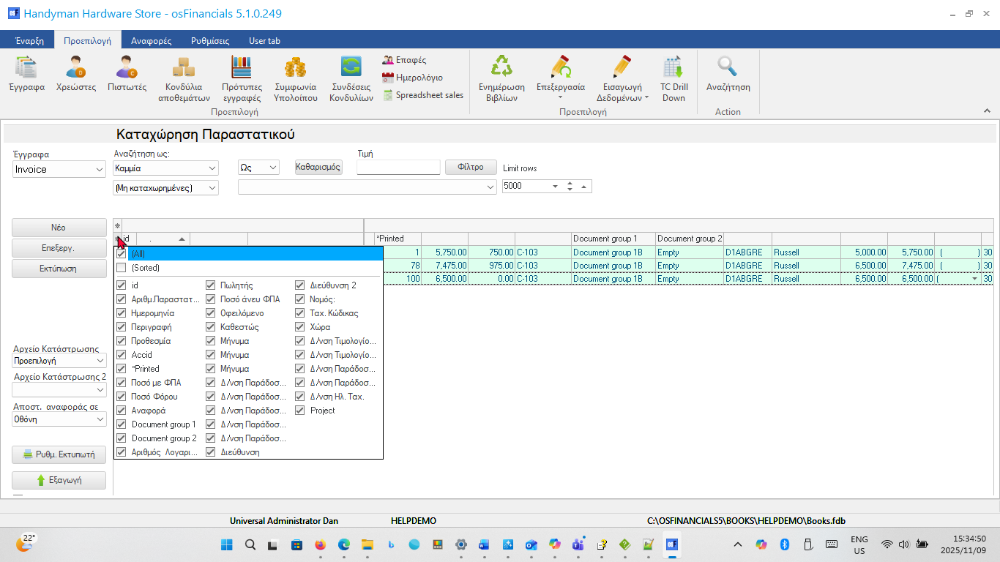 Handyman Hardware Store - osFinancials 5.1.0.249
Έναρξη Προεπιλογή Αναφορές Ρυθμίσεις User tab
Έγγραφα
Χρεώστες
Πιστωτές
Κονδύλια αποθεμάτων
Πρότυπες εγγραφές
Συμφωνία Υπολοίπου
Συνδέσεις Κονδυλίων
Επαφές
Ημερολόγιο
Spreadsheet sales
Ενημέρωση Βιβλίων
Επεξεργασία
Εισαγωγή Δεδομένων
TC Drill Down
Αναζήτηση
Προεπιλογή Προεπιλογή Action
Καταχώρηση Παραστατικού
Έγγραφα
Invoice
Αναζήτηση ως:
Καμμία
(Μη καταχωρημένες)
Ως
Καθαρισμός
Τιμή
Φίλτρο
Limit rows
5000
Νέο
Επεξεργ.
Εκτύπωση
Αρχείο Κατάστρωσης
Προεπιλογή
Αρχείο Κατάστρωσης 2
Αποστ. αναφοράς σε
Οθόνη
Ρυθμ. Εκτυπωτή
Εξαγωγή
id . *Printed Document group 1 Document group 2
1 5,750.00 750.00 C-103 Document group 1B Empty D1ABGRE Russell 5,000.00 5,750.00 ( ) 30
78 7,475.00 975.00 C-103 Document group 1B Empty D1ABGRE Russell 6,500.00 7,475.00 ( ) 30
100 6,500.00 0.00 C-103 Document group 1B Empty D1ABGRE Russell 6,500.00 6,500.00 ( 30
(All)
(Sorted)
id Πωλητής Διεύθυνση 2
Αριθμ.Παραστατ... Ποσό άνευ ΦΠΑ Νομός:
Ημερομηνία Οφειλόμενο Ταχ. Κώδικας
Περιγραφή Καθεστώς Χώρα
Προθεσμία Μήνυμα Δ/νση Τιμολογίο...
Accid Μήνυμα Δ/νση Τιμολογίο...
*Printed Μήνυμα Δ/νση Παράδοσ...
Ποσό με ΦΠΑ Δ/νση Παράδοσ... Δ/νση Παράδοσ...
Ποσό Φόρου Δ/νση Παράδοσ... Δ/νση Ηλ. Ταχ.
Αναφορά Δ/νση Παράδοσ... Project
Document group 1 Δ/νση Παράδοσ...
Document group 2 Δ/νση Παράδοσ...
Αριθμός Λογαρι... Διεύθυνση
Universal Administrator Dan HELPDEMO C:\OSFINANCIALS5\BOOKS\HELPDEMO\Books.fdb
22°
ENG
US
15:34:50
2025/11/09